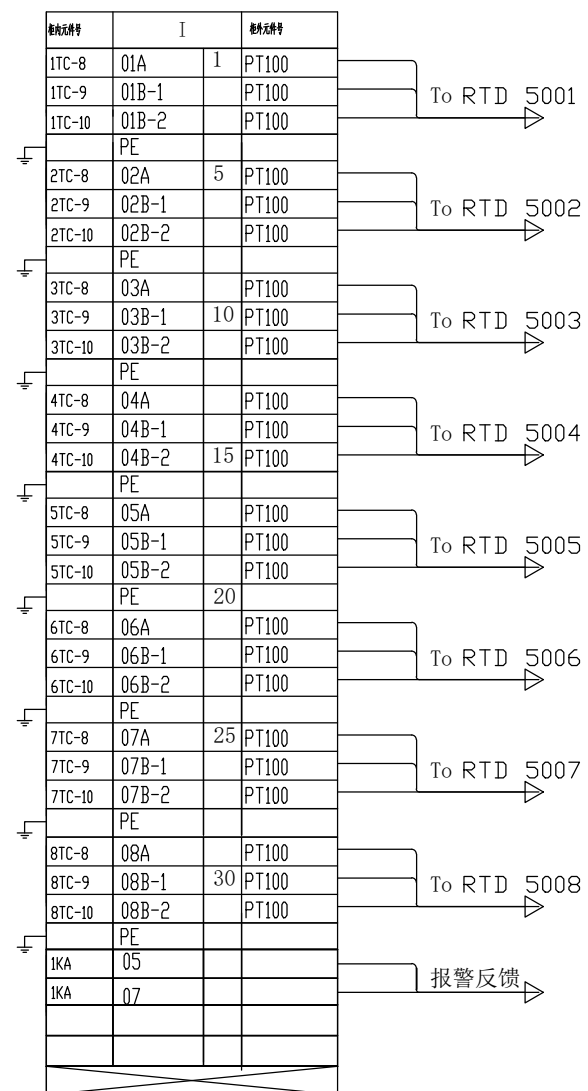 柜内元件号 I 柜外元件号
1TC-8 01A 1 PT100
1TC-9 01B-1 PT100 To RTD 5001
1TC-10 01B-2 PT100
PE
2TC-8 02A 5 PT100
2TC-9 02B-1 PT100 To RTD 5002
2TC-10 02B-2 PT100
PE
3TC-8 03A PT100
3TC-9 03B-1 10 PT100 To RTD 5003
3TC-10 03B-2 PT100
PE
4TC-8 04A PT100
4TC-9 04B-1 PT100 To RTD 5004
4TC-10 04B-2 15 PT100
PE
5TC-8 05A PT100
5TC-9 05B-1 PT100 To RTD 5005
5TC-10 05B-2 PT100
PE 20
6TC-8 06A PT100
6TC-9 06B-1 PT100 To RTD 5006
6TC-10 06B-2 PT100
PE
7TC-8 07A 25 PT100
7TC-9 07B-1 PT100 To RTD 5007
7TC-10 07B-2 PT100
PE
8TC-8 08A PT100
8TC-9 08B-1 30 PT100 To RTD 5008
8TC-10 08B-2 PT100
PE
1KA 05 报警反馈
1KA 07